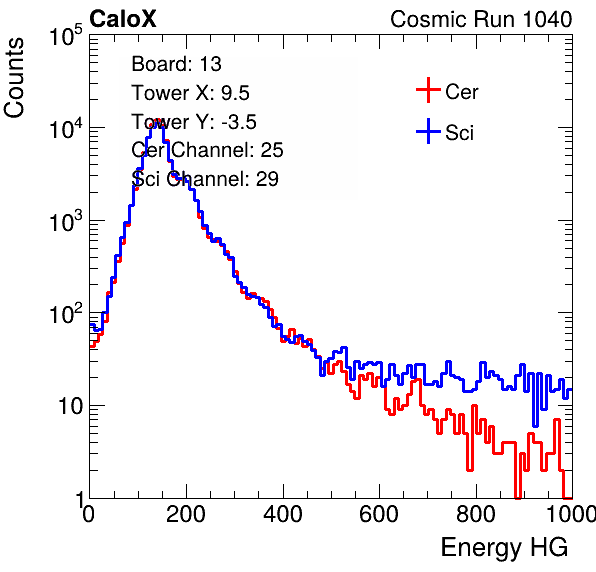 CaloX Cosmic Run 1040
Counts
10^5
10^4
10^3
10^2
10
1
Board: 13
Tower X: 9.5
Tower Y: -3.5
Cer Channel: 25
Sci Channel: 29
Cer
Sci
0 200 400 600 800 1000
Energy HG